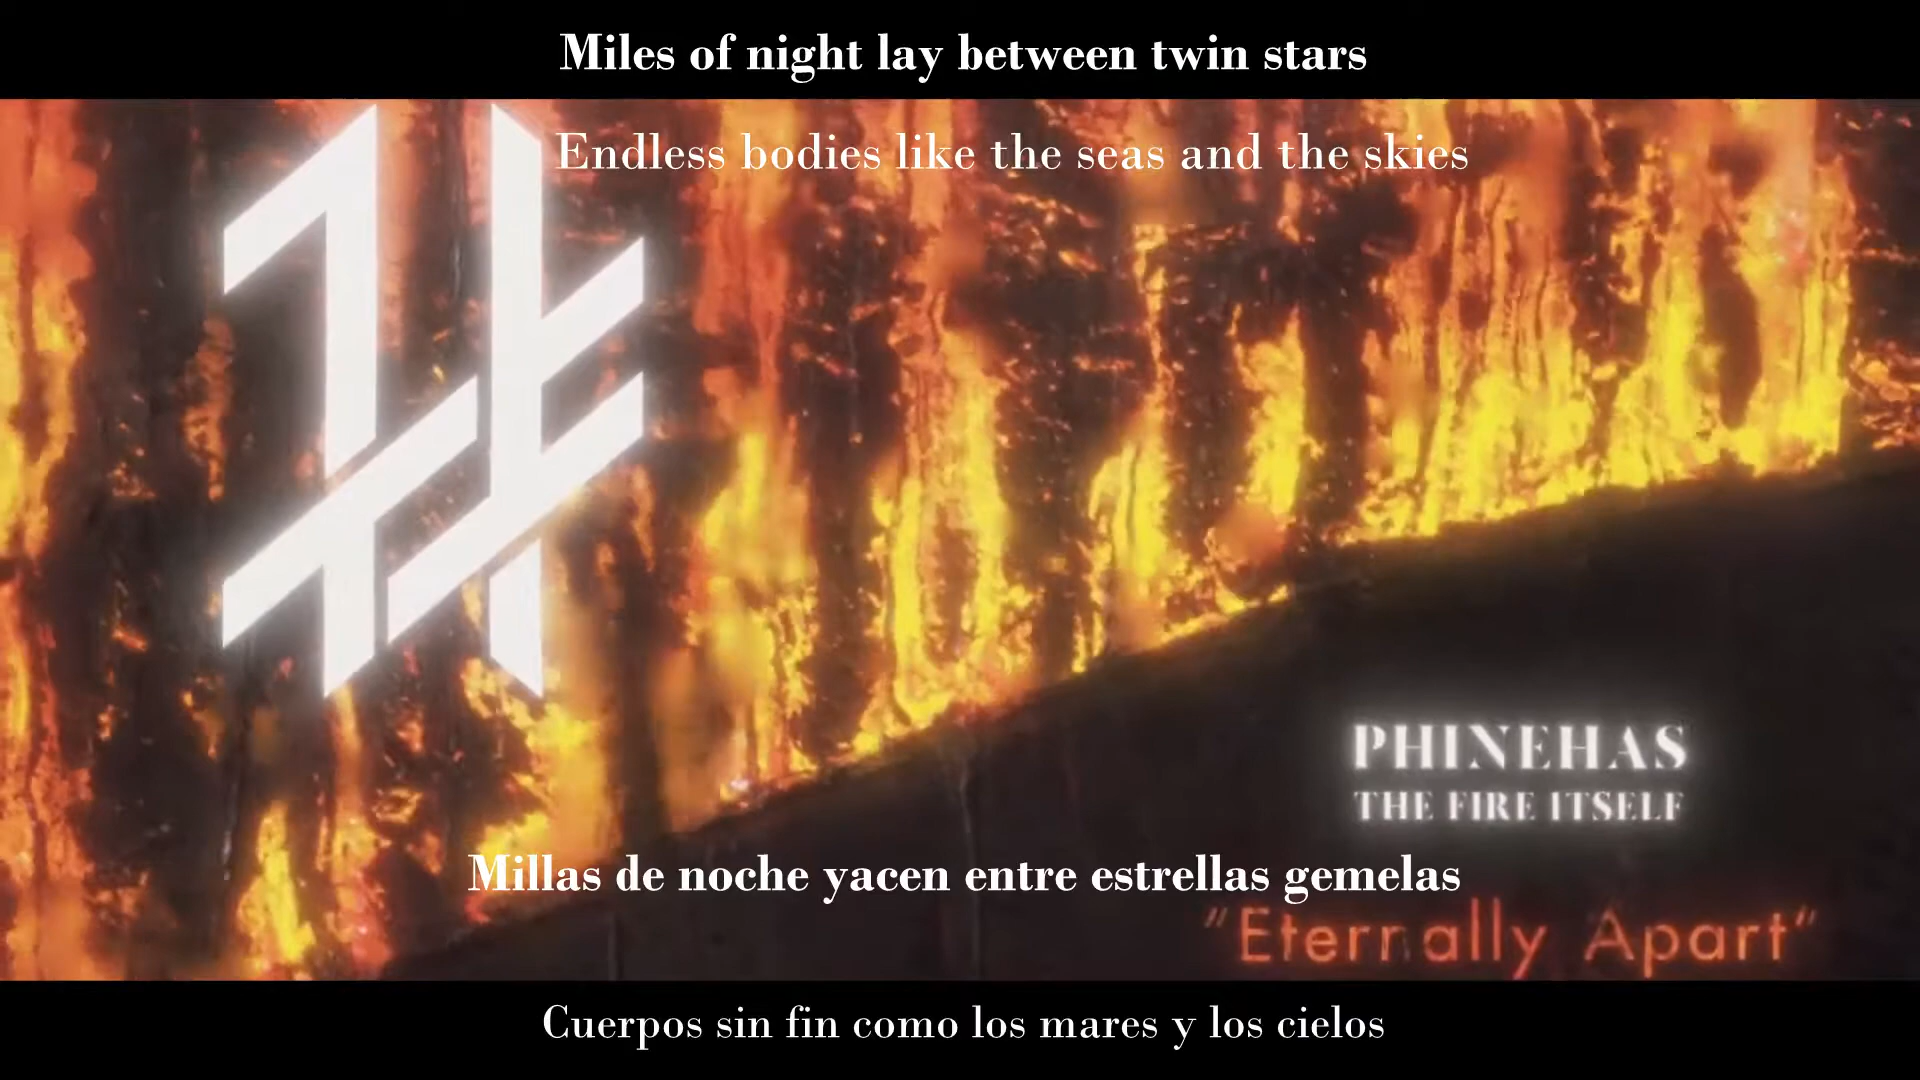 Miles of night lay between twin stars
Endless bodies like the seas and the skies
PHINEHAS
THE FIRE ITSELF
Millas de noche yacen entre estrellas gemelas
"Eternally Apart"
Cuerpos sin fin como los mares y los cielos